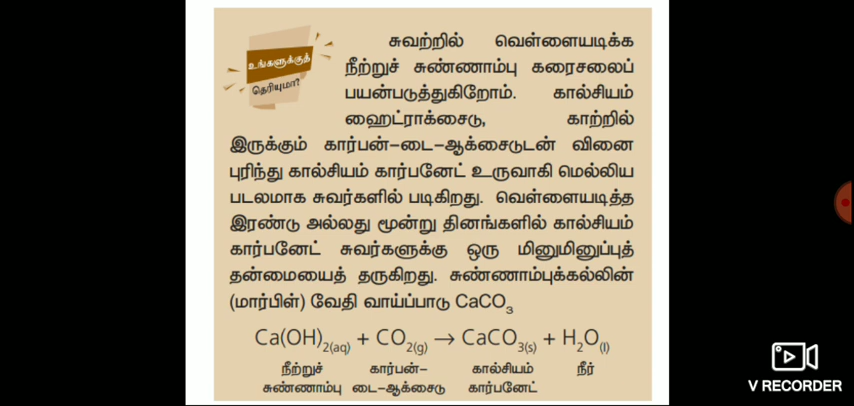 உங்களுக்குத்
தெரியுமா?
சுவற்றில் வெள்ளையடிக்க
நீற்றுச் சுண்ணாம்பு கரைசலைப்
பயன்படுத்துகிறோம். கால்சியம்
ஹைட்ராக்சைடு, காற்றில்
இருக்கும் கார்பன்–டை–ஆக்சைடுடன் வினை
புரிந்து கால்சியம் கார்பனேட் உருவாகி மெல்லிய
படலமாக சுவர்களில் படிகிறது. வெள்ளையடித்த
இரண்டு அல்லது மூன்று தினங்களில் கால்சியம்
கார்பனேட் சுவர்களுக்கு ஒரு மினுமினுப்புத்
தன்மையைத் தருகிறது. சுண்ணாம்புக்கல்லின்
(மார்பிள்) வேதி வாய்ப்பாடு CaCO₃
Ca(OH)₂(aq) + CO₂(g) → CaCO₃(s) + H₂O(l)
நீற்றுச் கார்பன்– கால்சியம் நீர்
சுண்ணாம்பு டை–ஆக்சைடு கார்பனேட்
V RECORDER